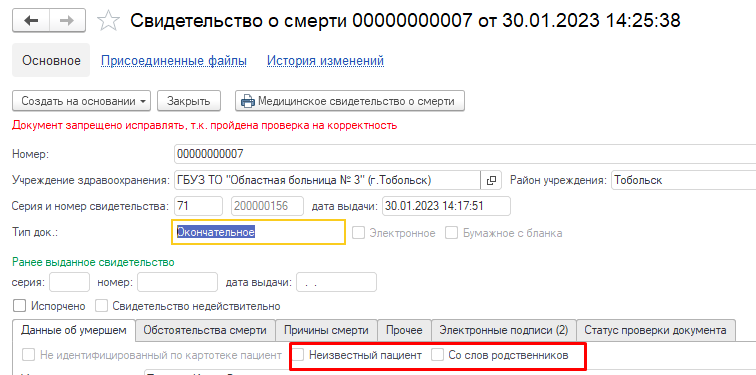 Свидетельство о смерти 00000000007 от 30.01.2023 14:25:38
Основное Присоединенные файлы История изменений
Создать на основании Закрыть Медицинское свидетельство о смерти
Документ запрещено исправлять, т.к. пройдена проверка на корректность
Номер: 00000000007
Учреждение здравоохранения: ГБУЗ ТО "Областная больница № 3" (г.Тобольск) Район учреждения: Тобольск
Серия и номер свидетельства: 71 200000156 дата выдачи: 30.01.2023 14:17:51
Тип док.: Окончательное Электронное Бумажное с бланка
Ранее выданное свидетельство
серия: номер: дата выдачи: . .
Испорчено Свидетельство недействительно
Данные об умершем Обстоятельства смерти Причины смерти Прочее Электронные подписи (2) Статус проверки документа
Не идентифицированный по картотеке пациент Неизвестный пациент Со слов родственников